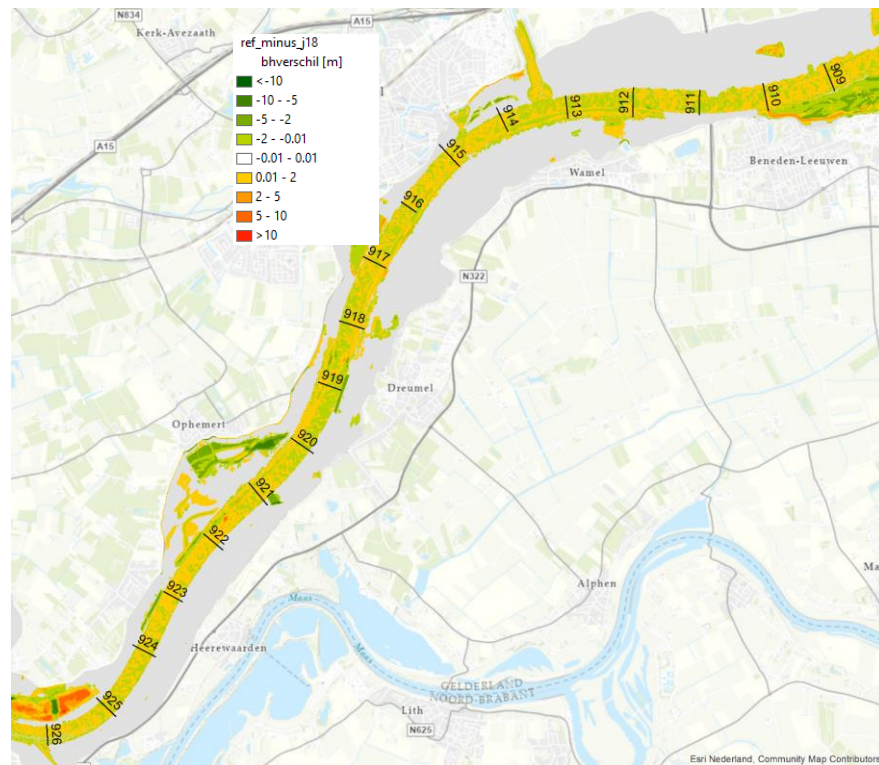 N834
Kerk-Avezaath
A15
ref_minus_j18
bhverschil [m]
<-10
-10 - -5
-5 - -2
-2 - -0.01
-0.01 - 0.01
0.01 - 2
2 - 5
5 - 10
>10
A15
909
910
911
912
913
914
915
Beneden-Leeuwen
Wamel
916
917
N322
918
919
Dreumel
Ophemert
920
921
922
923
Alphen
Maas
924
Heerewaarden
Maas
925
GELDERLAND
NOORD-BRABANT
Lith
N625
926
Esri Nederland, Community Map Contributors